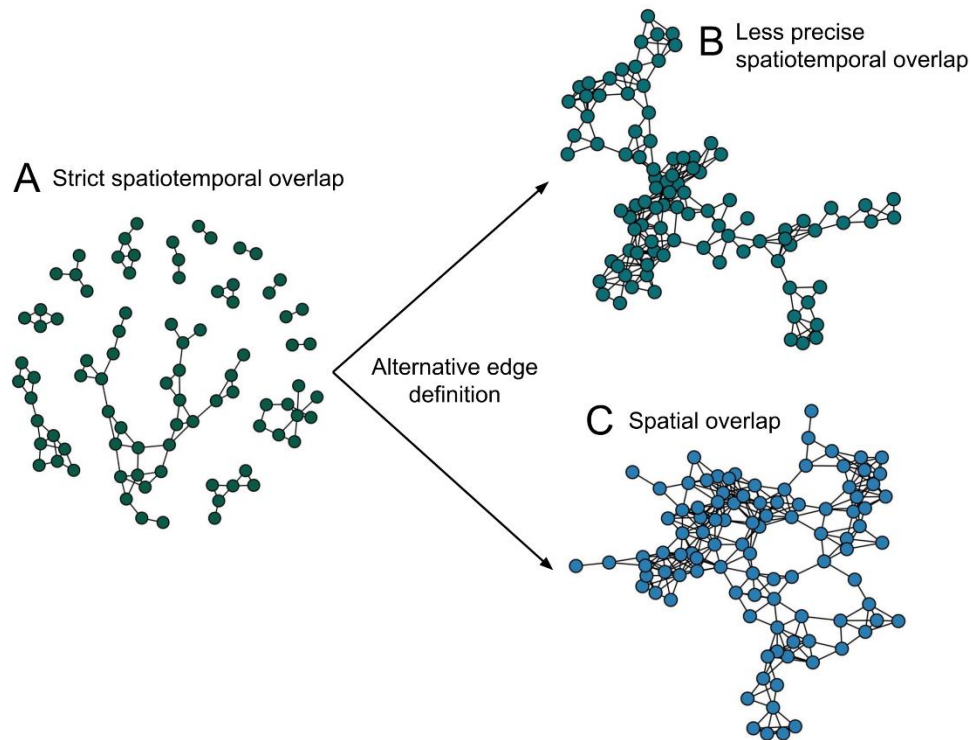 A Strict spatiotemporal overlap
B Less precise
spatiotemporal overlap
Alternative edge
definition
C Spatial overlap